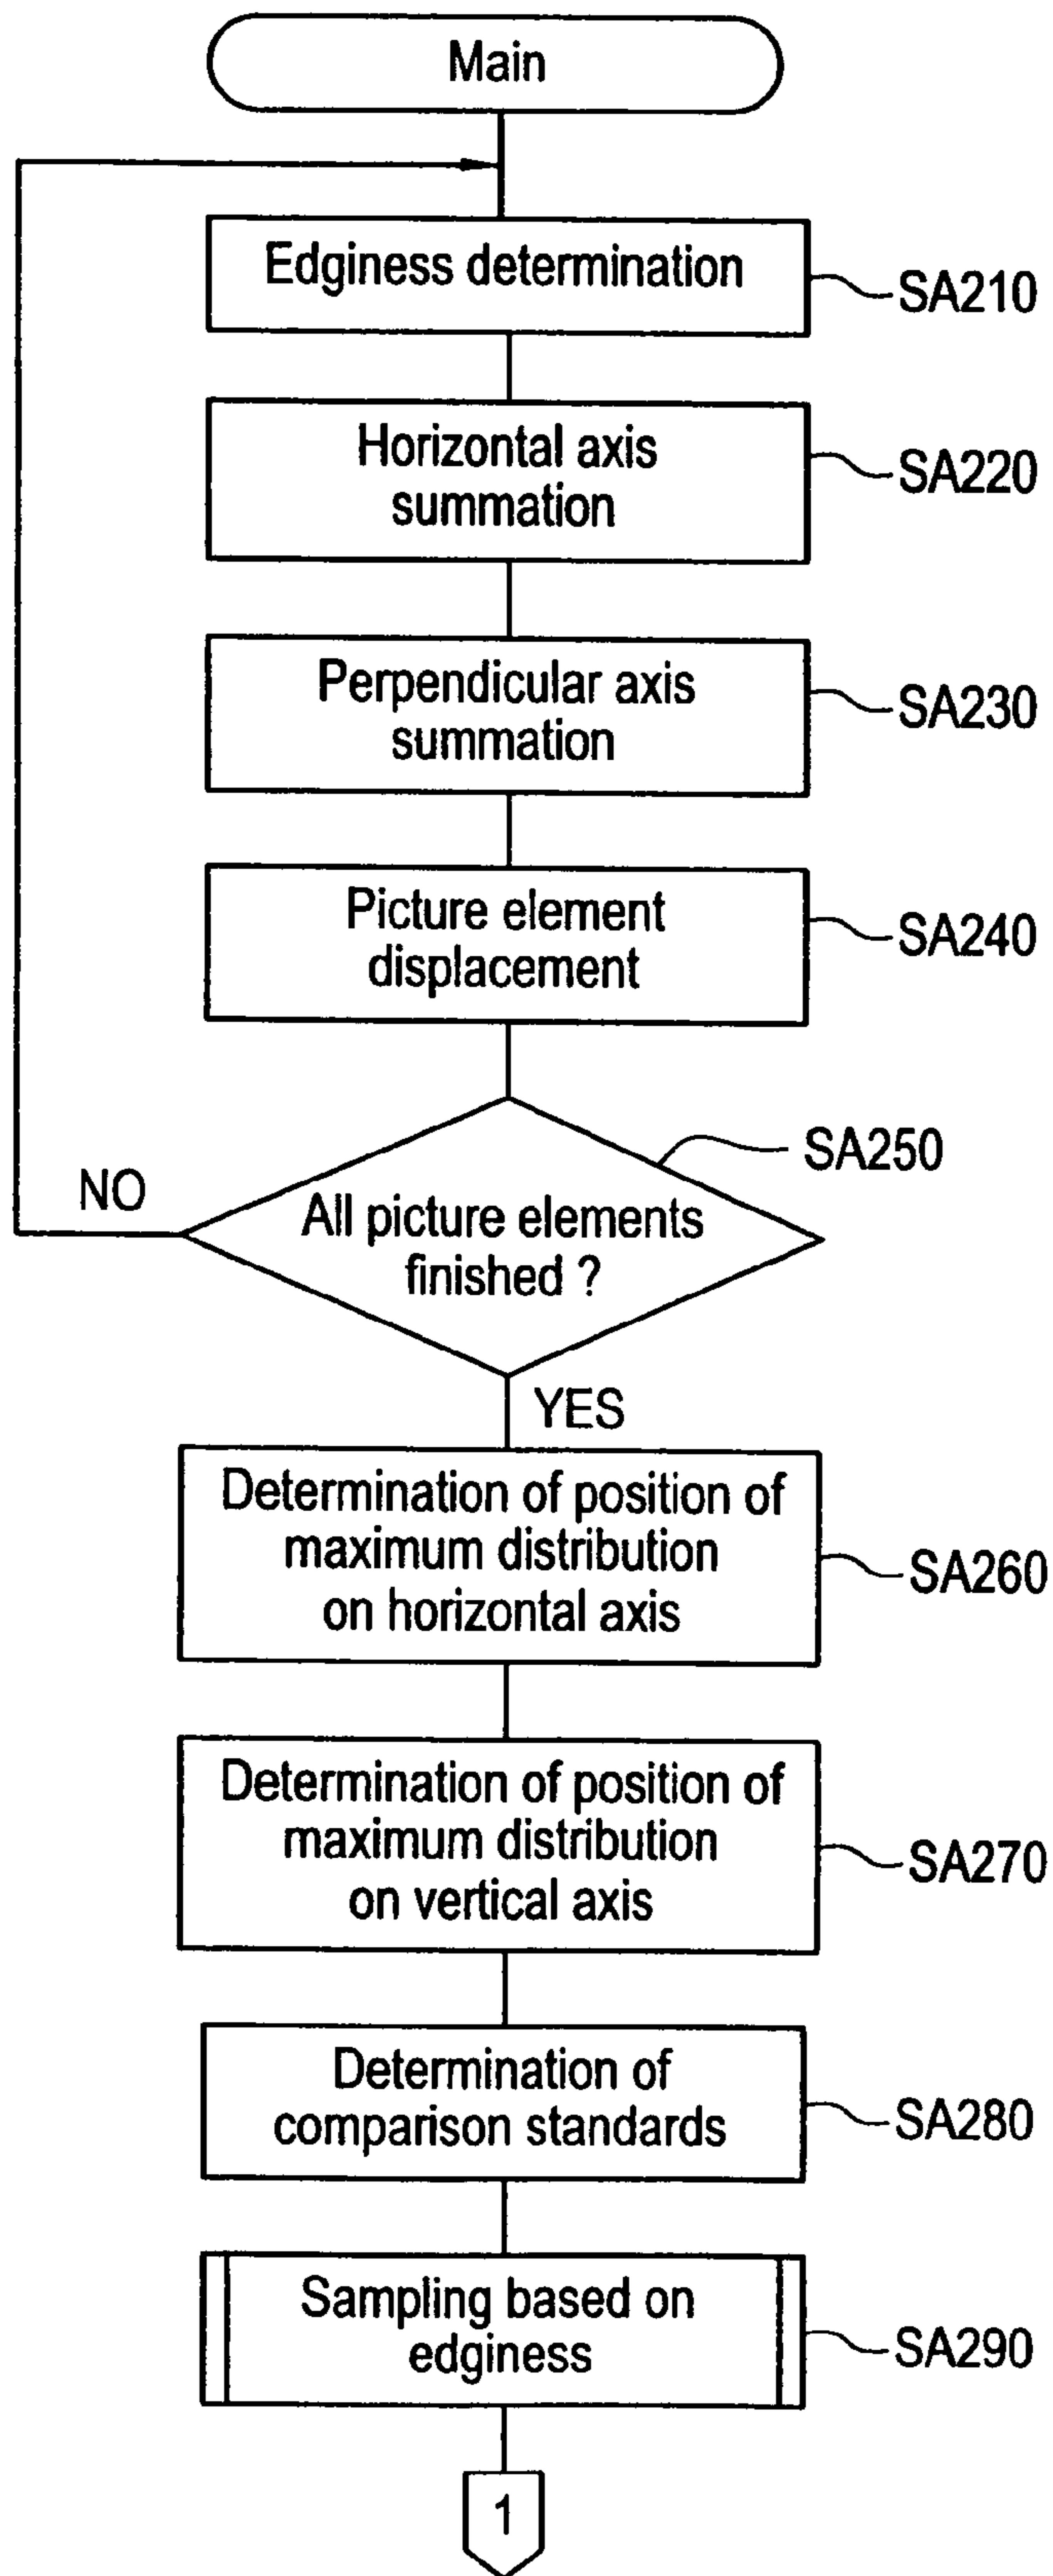 Main
Edginess determination
SA210
Horizontal axis
summation
SA220
Perpendicular axis
summation
SA230
Picture element
displacement
SA240
SA250
NO
All picture elements
finished ?
YES
Determination of position of
maximum distribution
on horizontal axis
SA260
Determination of position of
maximum distribution
on vertical axis
SA270
Determination of
comparison standards
SA280
Sampling based on
edginess
SA290
1